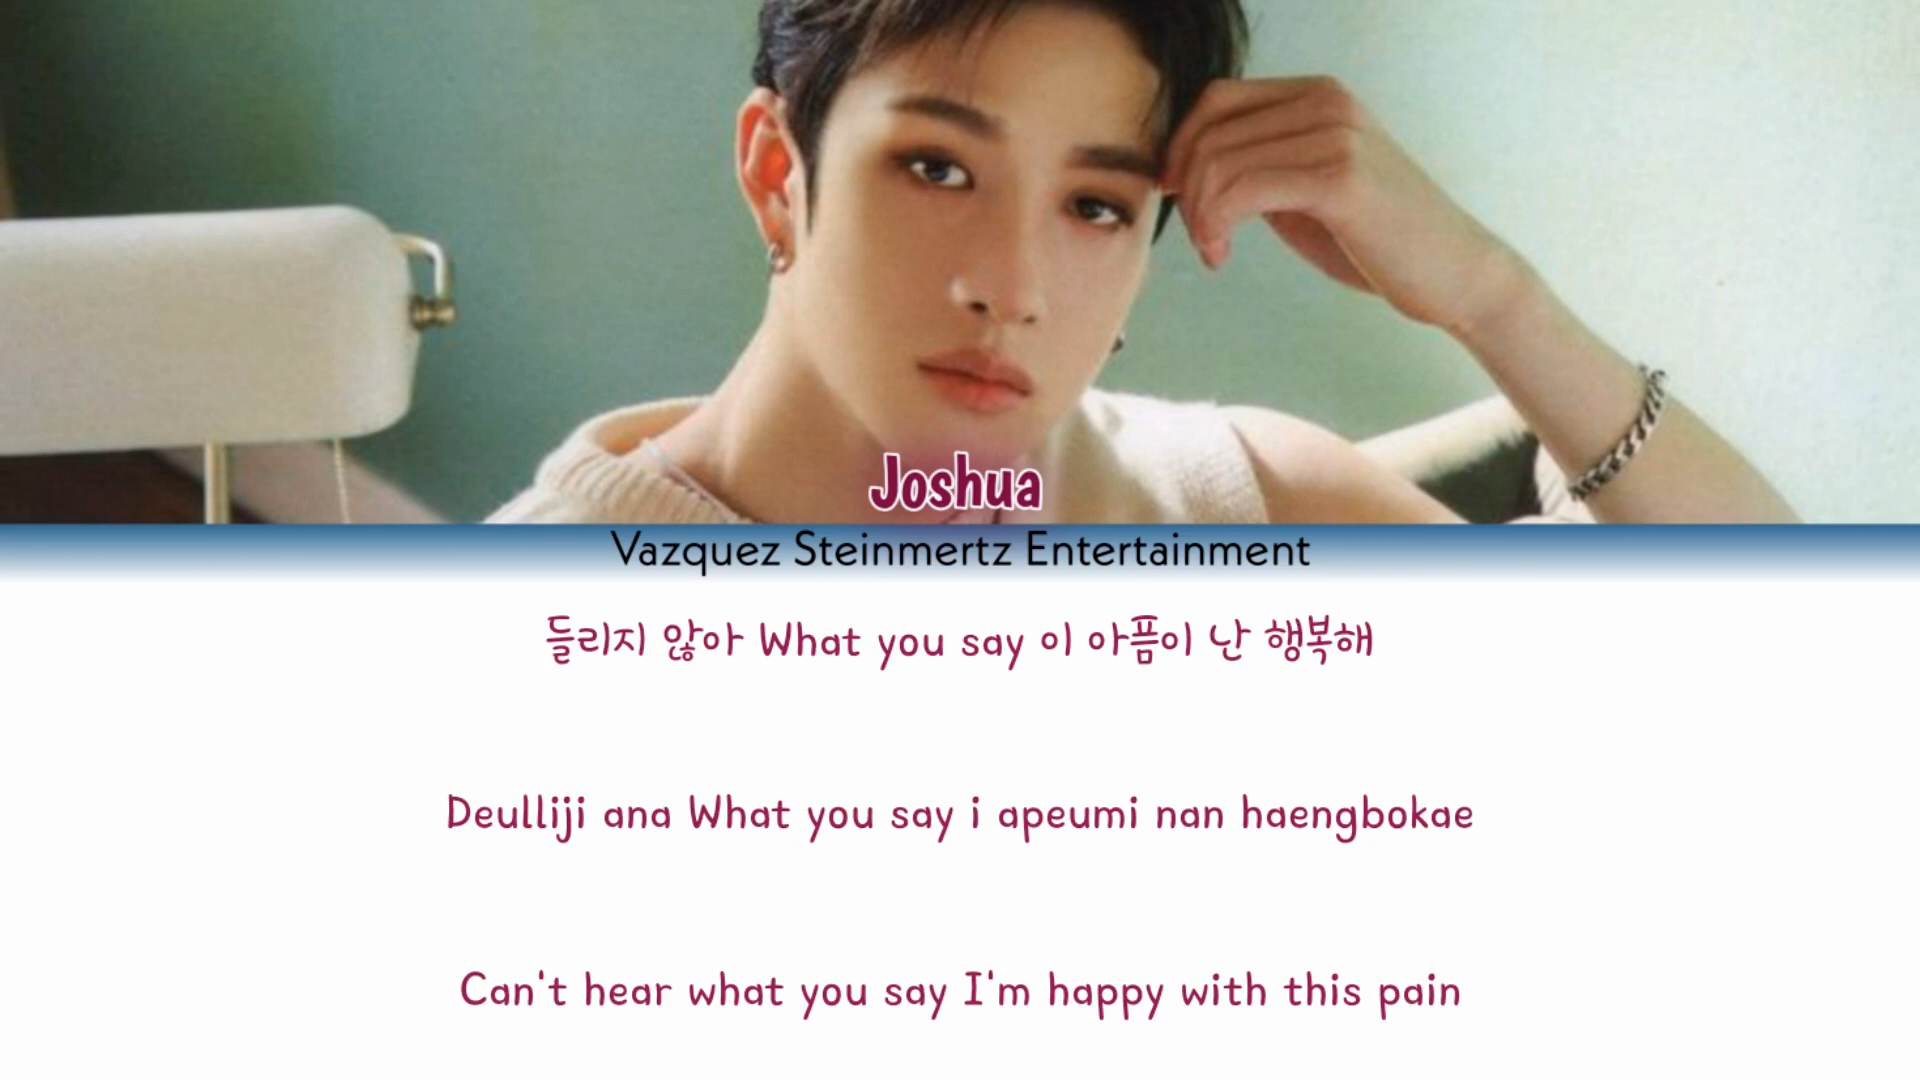 Joshua
Vazquez Steinmertz Entertainment
들리지 않아 What you say 이 아픔이 난 행복해
Deulliji ana What you say i apeumi nan haengbokae
Can't hear what you say I'm happy with this pain